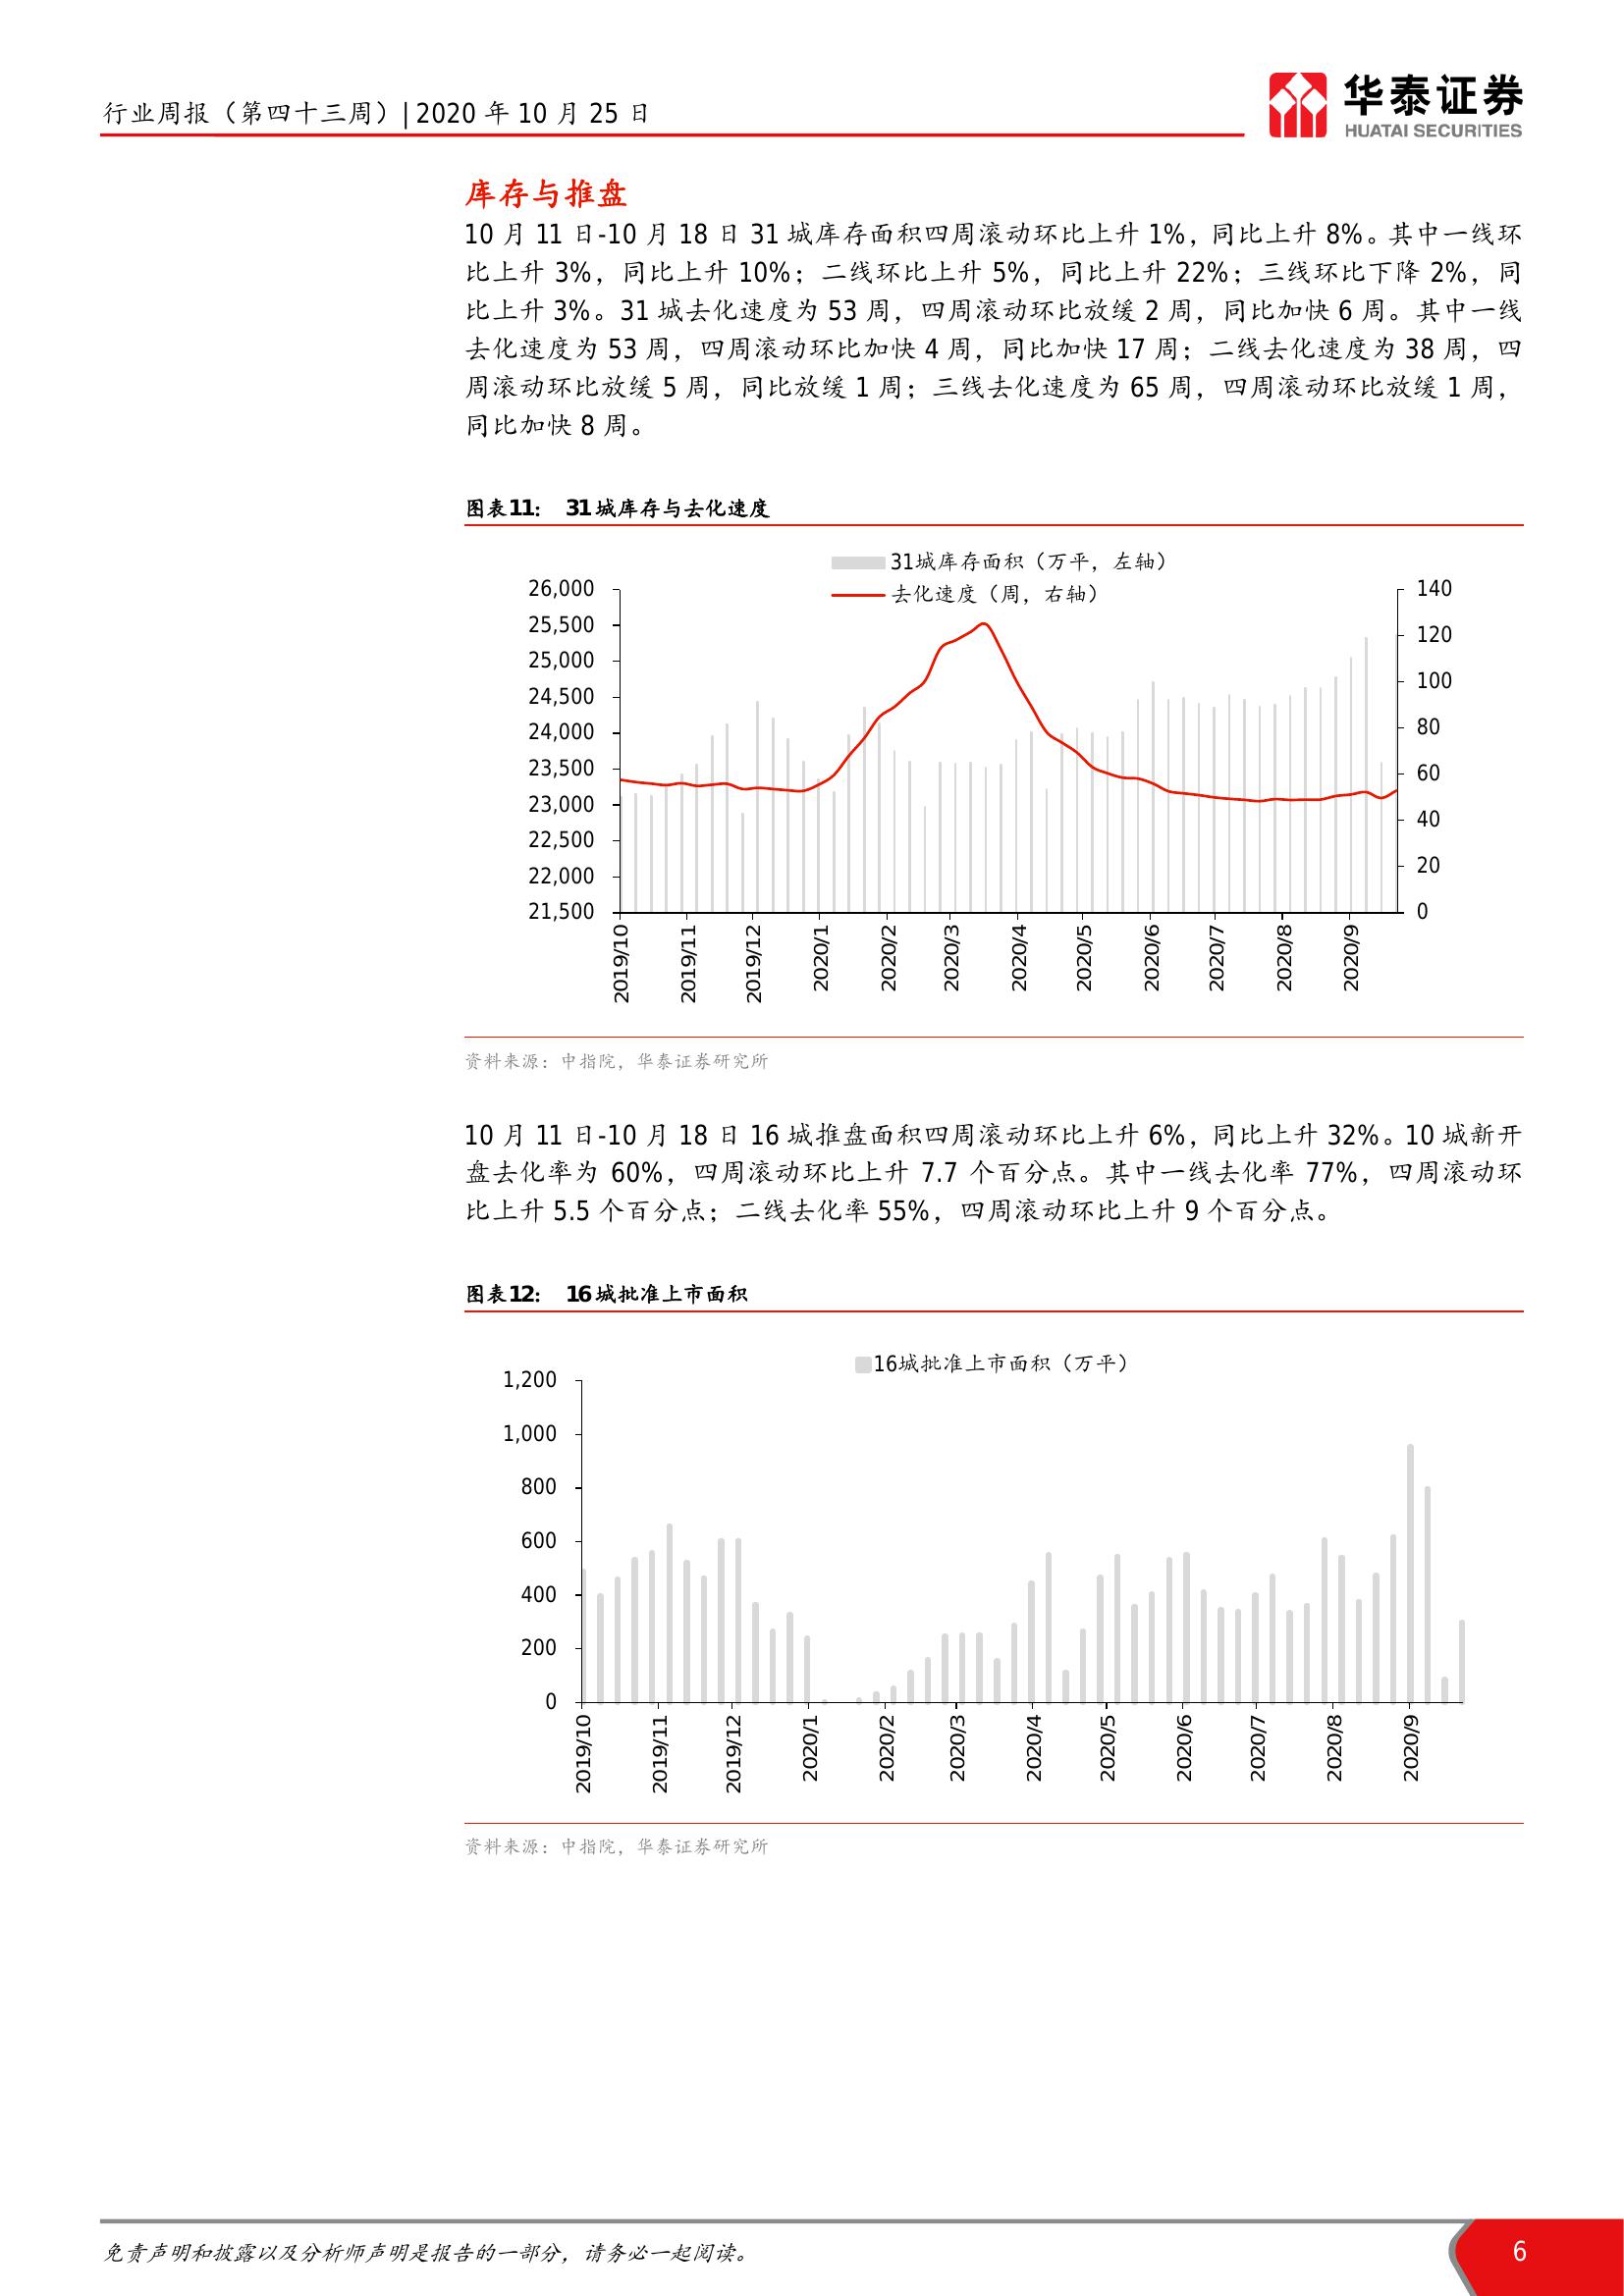 行业周报（第四十三周）| 2020 年 10 月 25 日
华泰证券
HUATAI SECURITIES
库存与推盘
10 月 11 日-10 月 18 日 31 城库存面积四周滚动环比上升 1%，同比上升 8%。其中一线环
比上升 3%，同比上升 10%；二线环比上升 5%，同比上升 22%；三线环比下降 2%，同
比上升 3%。31 城去化速度为 53 周，四周滚动环比放缓 2 周，同比加快 6 周。其中一线
去化速度为 53 周，四周滚动环比加快 4 周，同比加快 17 周；二线去化速度为 38 周，四
周滚动环比放缓 5 周，同比放缓 1 周；三线去化速度为 65 周，四周滚动环比放缓 1 周，
同比加快 8 周。
图表11： 31 城库存与去化速度
31城库存面积（万平，左轴）
去化速度（周，右轴）
26,000
25,500
25,000
24,500
24,000
23,500
23,000
22,500
22,000
21,500
140
120
100
80
60
40
20
0
2019/10
2019/11
2019/12
2020/1
2020/2
2020/3
2020/4
2020/5
2020/6
2020/7
2020/8
2020/9
资料来源：中指院，华泰证券研究所
10 月 11 日-10 月 18 日 16 城推盘面积四周滚动环比上升 6%，同比上升 32%。10 城新开
盘去化率为 60%，四周滚动环比上升 7.7 个百分点。其中一线去化率 77%，四周滚动环
比上升 5.5 个百分点；二线去化率 55%，四周滚动环比上升 9 个百分点。
图表12： 16 城批准上市面积
16城批准上市面积（万平）
1,200
1,000
800
600
400
200
0
2019/10
2019/11
2019/12
2020/1
2020/2
2020/3
2020/4
2020/5
2020/6
2020/7
2020/8
2020/9
资料来源：中指院，华泰证券研究所
免责声明和披露以及分析师声明是报告的一部分，请务必一起阅读。
6